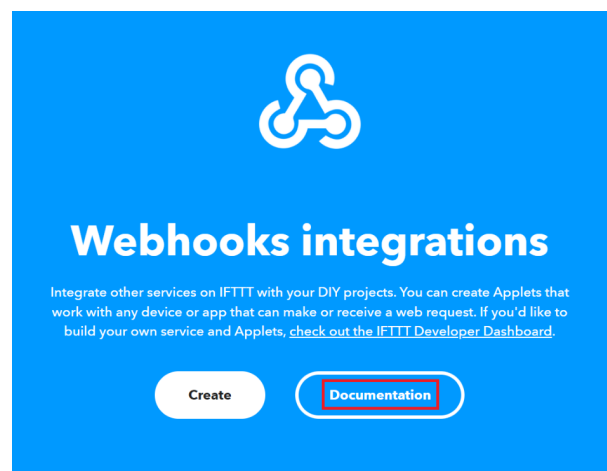 Webhooks integrations
Integrate other services on IFTTT with your DIY projects. You can create Applets that
work with any device or app that can make or receive a web request. If you'd like to
build your own service and Applets, check out the IFTTT Developer Dashboard.
Create
Documentation